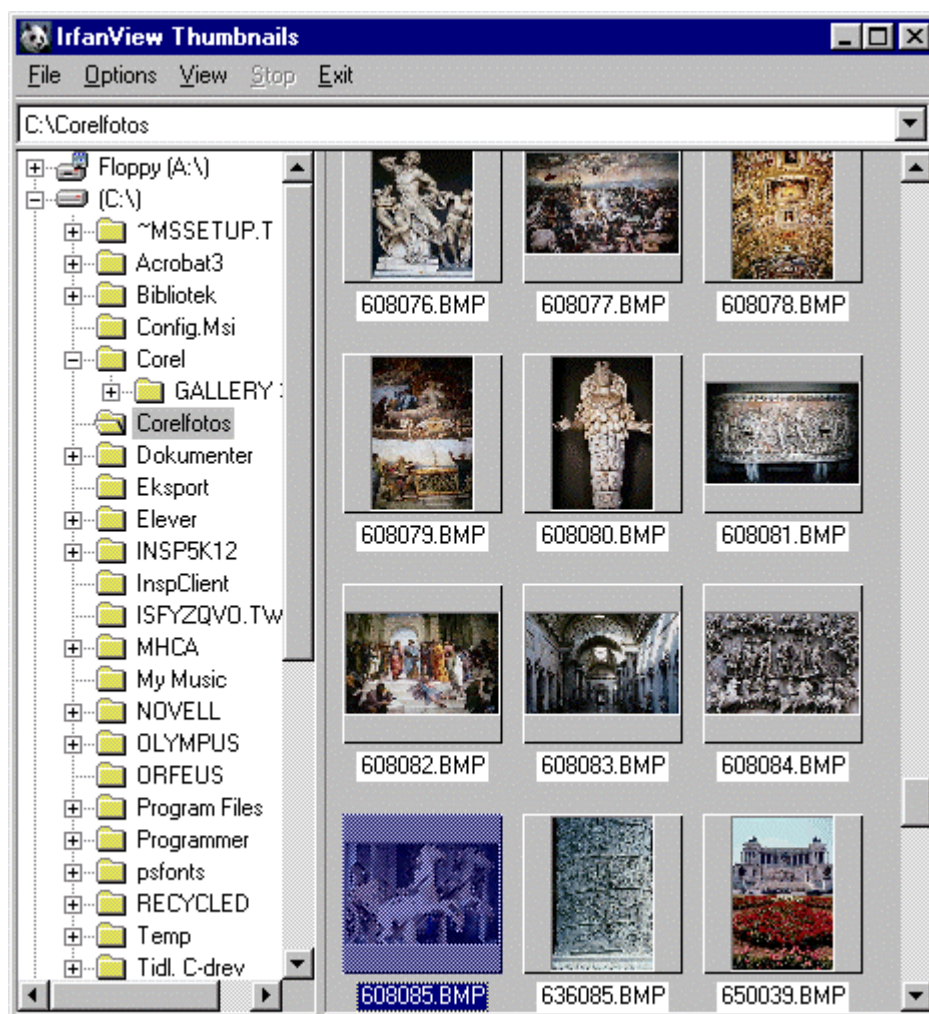 IrfanView Thumbnails
File Options View Stop Exit
C:\Corelfotos
Floppy (A:\)
(C:\)
~MSSETUP.T
Acrobat3
Bibliotek
Config.Msi
Corel
GALLERY
Corelfotos
Dokumenter
Eksport
Elever
INSP5K12
InspClient
ISFYZQVO.TW
MHCA
My Music
NOVELL
OLYMPUS
ORFEUS
Program Files
Programmer
psfonts
RECYCLED
Temp
Tidl. C-drev
608076.BMP 608077.BMP 608078.BMP
608079.BMP 608080.BMP 608081.BMP
608082.BMP 608083.BMP 608084.BMP
608085.BMP 636085.BMP 650039.BMP